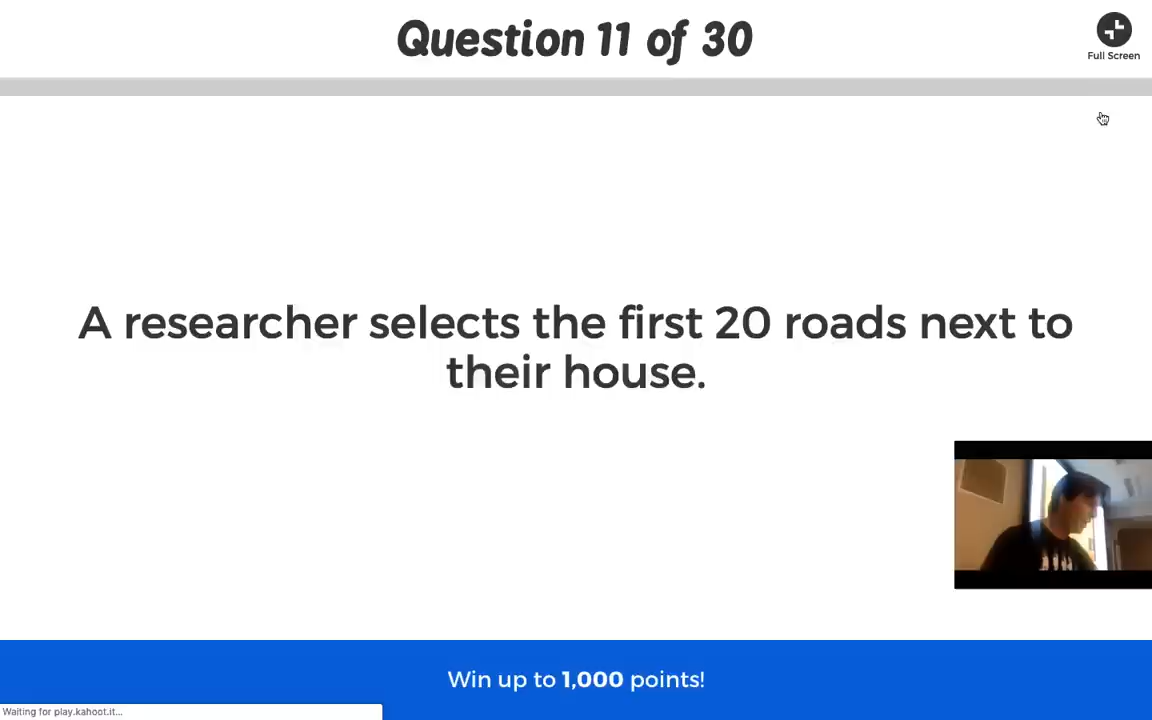 Question 11 of 30
Full Screen
A researcher selects the first 20 roads next to
their house.
Win up to 1,000 points!
Waiting for play.kahoot.it...